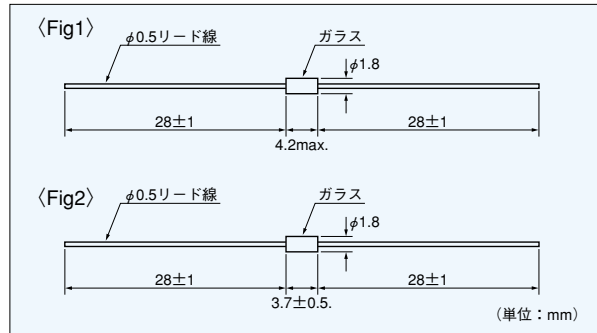 〈Fig1〉
φ0.5リード線
ガラス
φ1.8
28±1
28±1
4.2max.
〈Fig2〉
φ0.5リード線
ガラス
φ1.8
28±1
28±1
3.7±0.5.
（単位：mm）